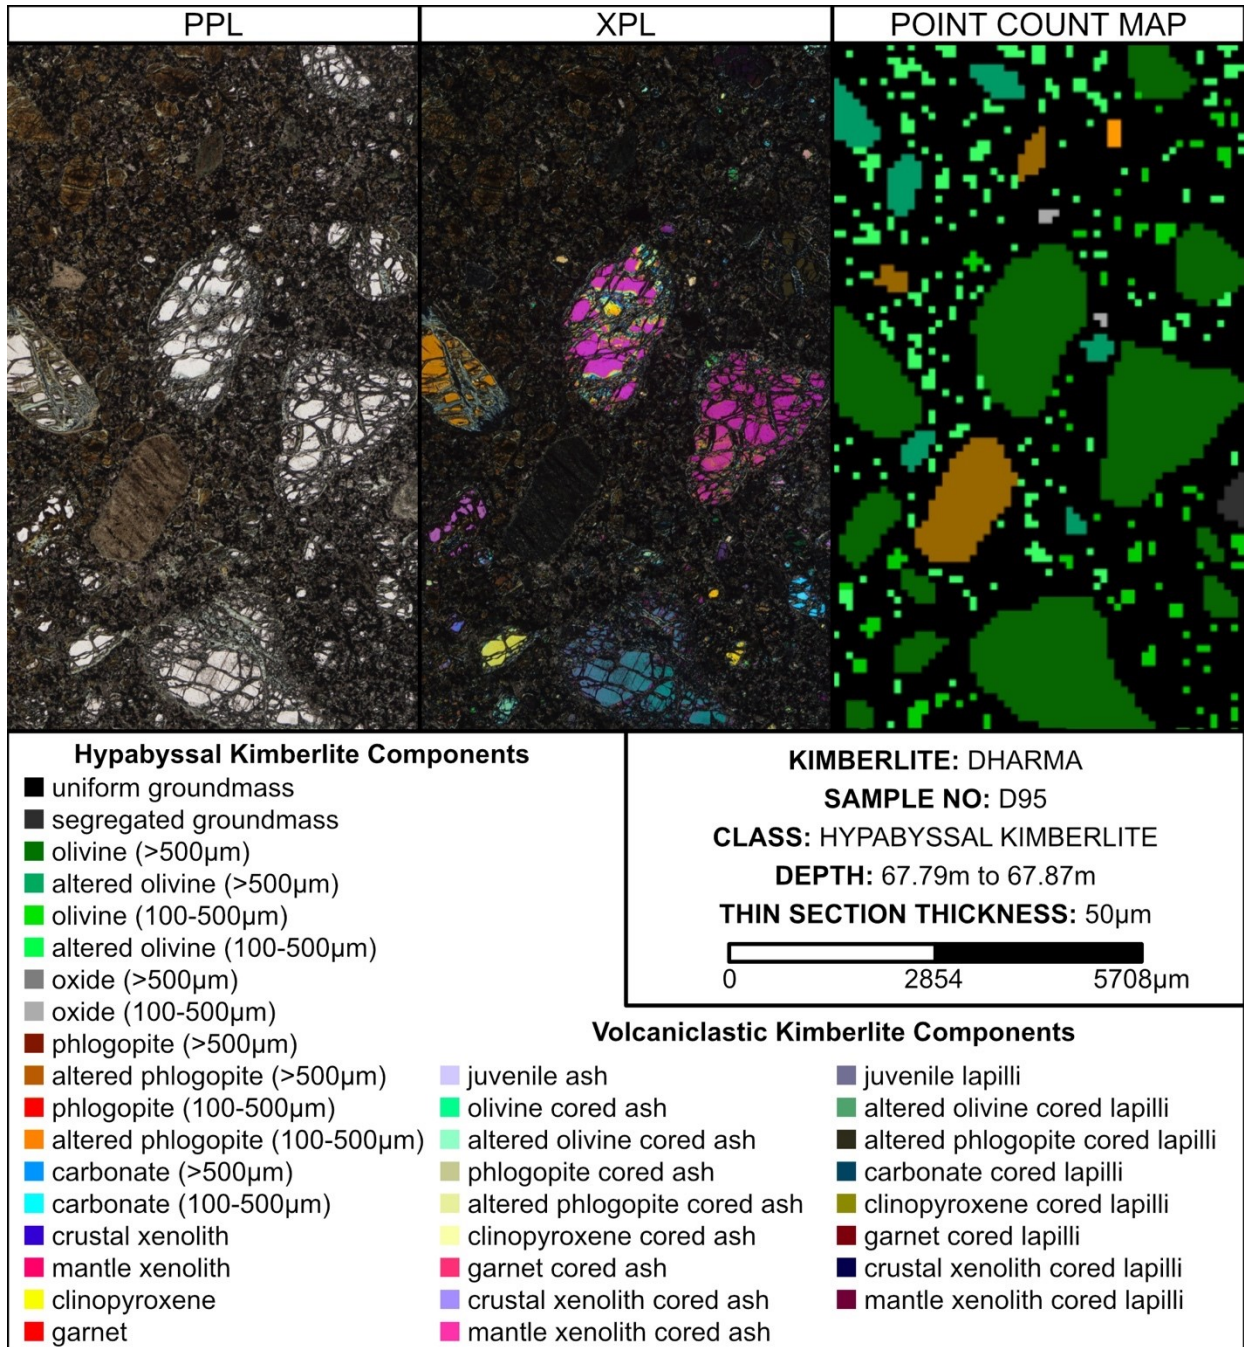 PPL
XPL
POINT COUNT MAP
Hypabyssal Kimberlite Components
uniform groundmass
segregated groundmass
olivine (>500µm)
altered olivine (>500µm)
olivine (100-500µm)
altered olivine (100-500µm)
oxide (>500µm)
oxide (100-500µm)
phlogopite (>500µm)
altered phlogopite (>500µm)
phlogopite (100-500µm)
altered phlogopite (100-500µm)
carbonate (>500µm)
carbonate (100-500µm)
crustal xenolith
mantle xenolith
clinopyroxene
garnet
KIMBERLITE: DHARMA
SAMPLE NO: D95
CLASS: HYPABYSSAL KIMBERLITE
DEPTH: 67.79m to 67.87m
THIN SECTION THICKNESS: 50µm
0 2854 5708µm
Volcaniclastic Kimberlite Components
juvenile ash
olivine cored ash
altered olivine cored ash
phlogopite cored ash
altered phlogopite cored ash
clinopyroxene cored ash
garnet cored ash
crustal xenolith cored ash
mantle xenolith cored ash
juvenile lapilli
altered olivine cored lapilli
altered phlogopite cored lapilli
carbonate cored lapilli
clinopyroxene cored lapilli
garnet cored lapilli
crustal xenolith cored lapilli
mantle xenolith cored lapilli